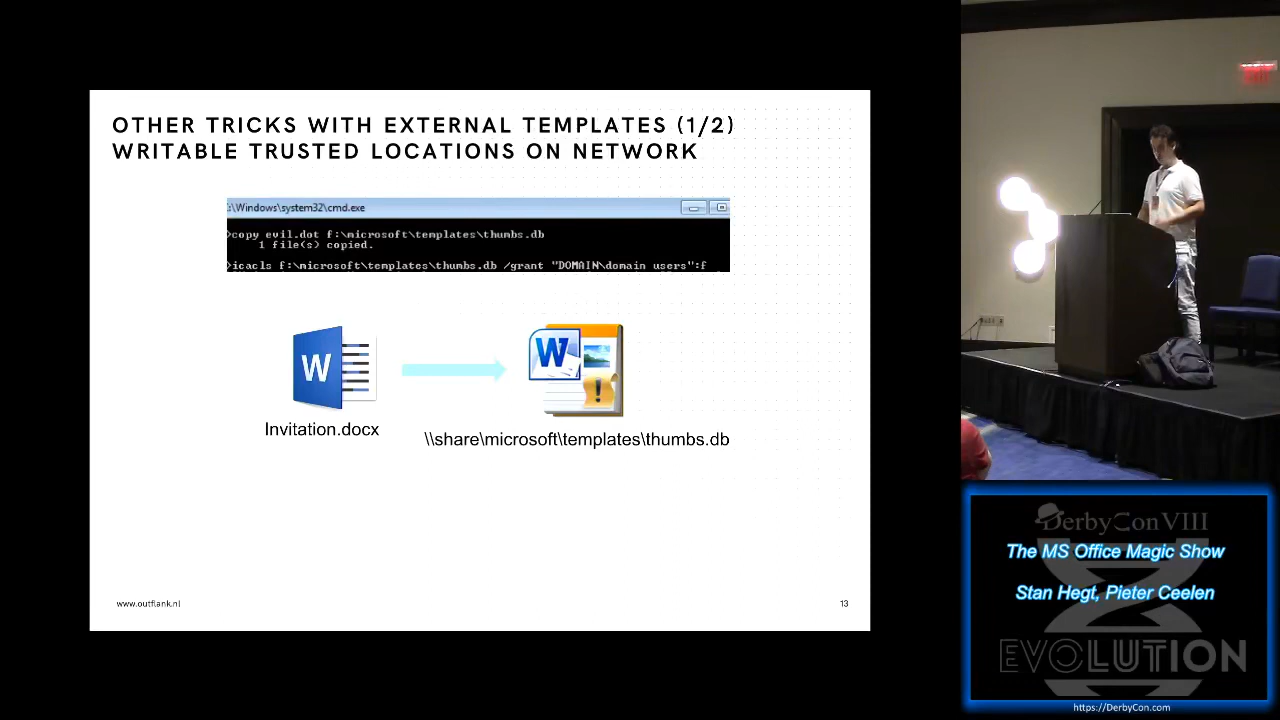 OTHER TRICKS WITH EXTERNAL TEMPLATES (1/2)
WRITABLE TRUSTED LOCATIONS ON NETWORK
:\Windows\system32\cmd.exe
>copy evil.dot f:\microsoft\templates\thumbs.db
1 file(s) copied.
>icacls f:\microsoft\templates\thumbs.db /grant "DOMAIN\domain users":f
W
W
Invitation.docx
\\share\microsoft\templates\thumbs.db
www.outflank.nl
13
EXIT
DerbyCon VIII
The MS Office Magic Show
Stan Hegt, Pieter Ceelen
EVOLUTION
https://DerbyCon.com